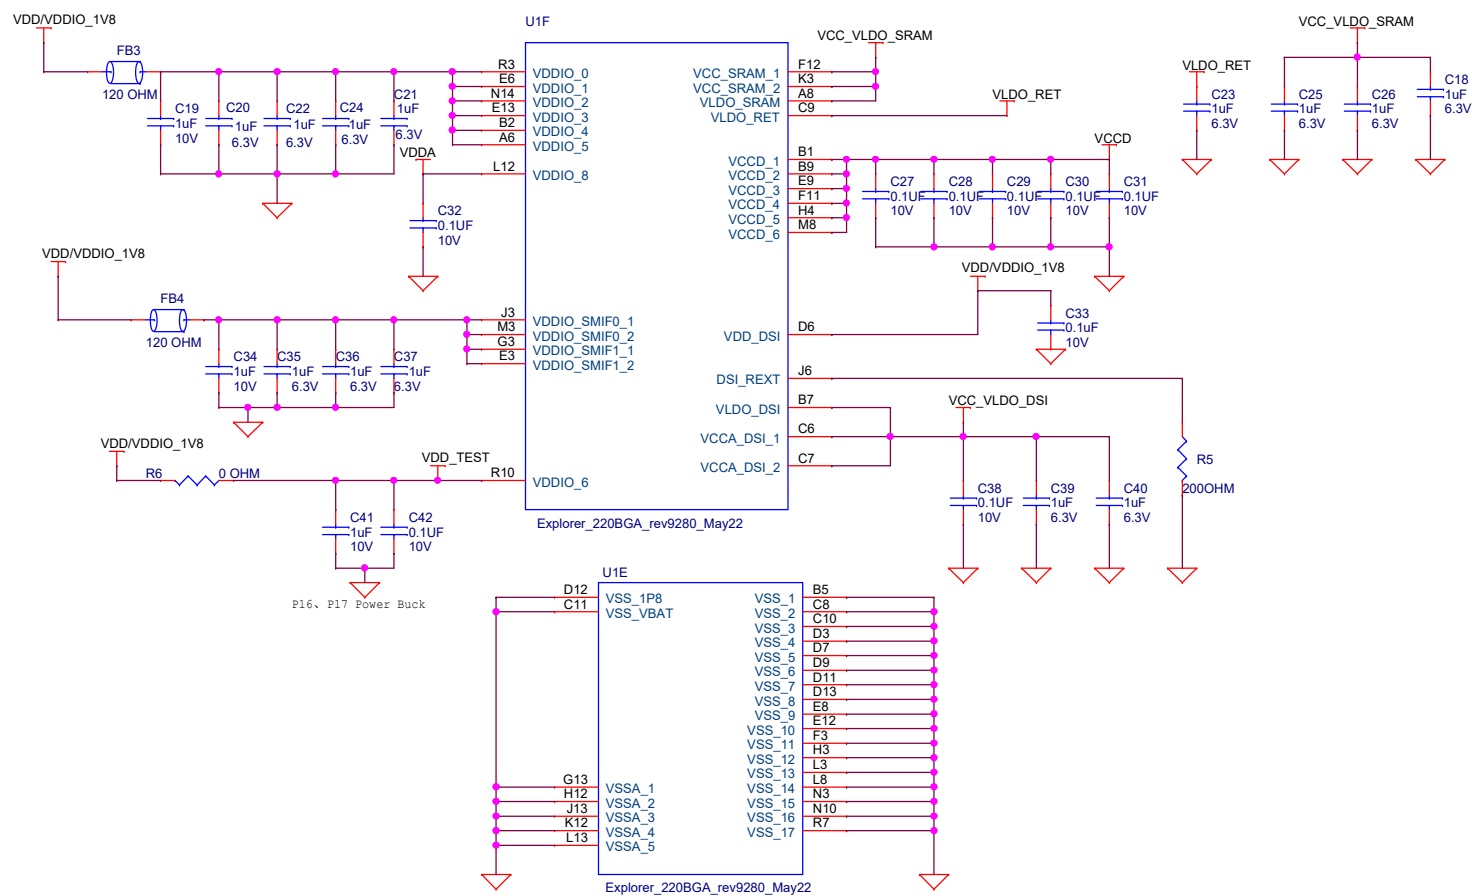 VDD/VDDIO_1V8
FB3
120 OHM
C19
1uF
10V
C20
1uF
6.3V
C22
1uF
6.3V
C24
1uF
6.3V
C21
1uF
6.3V
VDDA
C32
0.1UF
10V
VDD/VDDIO_1V8
FB4
120 OHM
C34
1uF
10V
C35
1uF
6.3V
C36
1uF
6.3V
C37
1uF
6.3V
VDD/VDDIO_1V8
R6
0 OHM
VDD_TEST
C41
1uF
10V
C42
0.1UF
10V
P16、P17 Power Buck
U1F
R3 VDDIO_0
E6 VDDIO_1
N14 VDDIO_2
E13 VDDIO_3
B2 VDDIO_4
A6 VDDIO_5
L12 VDDIO_8
J3 VDDIO_SMIF0_1
M3 VDDIO_SMIF0_2
G3 VDDIO_SMIF1_1
E3 VDDIO_SMIF1_2
R10 VDDIO_6
VCC_SRAM_1 F12
VCC_SRAM_2 K3
VLDO_SRAM A8
VLDO_RET C9
VCCD_1 B1
VCCD_2 B9
VCCD_3 E9
VCCD_4 F11
VCCD_5 H4
VCCD_6 M8
VDD_DSI D6
DSI_REXT J6
VLDO_DSI B7
VCCA_DSI_1 C6
VCCA_DSI_2 C7
Explorer_220BGA_rev9280_May22
VCC_VLDO_SRAM
VLDO_RET
VCCD
C27
0.1UF
10V
C28
0.1UF
10V
C29
0.1UF
10V
C30
0.1UF
10V
C31
0.1UF
10V
VDD/VDDIO_1V8
C33
0.1uF
10V
VCC_VLDO_DSI
C38
0.1UF
10V
C39
1uF
6.3V
C40
1uF
6.3V
R5
200OHM
VLDO_RET
C23
1uF
6.3V
VCC_VLDO_SRAM
C25
1uF
6.3V
C26
1uF
6.3V
C18
1uF
6.3V
U1E
D12 VSS_1P8
C11 VSS_VBAT
G13 VSSA_1
H12 VSSA_2
J13 VSSA_3
K12 VSSA_4
L13 VSSA_5
VSS_1 B5
VSS_2 C8
VSS_3 C10
VSS_4 D3
VSS_5 D7
VSS_6 D9
VSS_7 D11
VSS_8 D13
VSS_9 E8
VSS_10 E12
VSS_11 F3
VSS_12 H3
VSS_13 L3
VSS_14 L8
VSS_15 N3
VSS_16 N10
VSS_17 R7
Explorer_220BGA_rev9280_May22